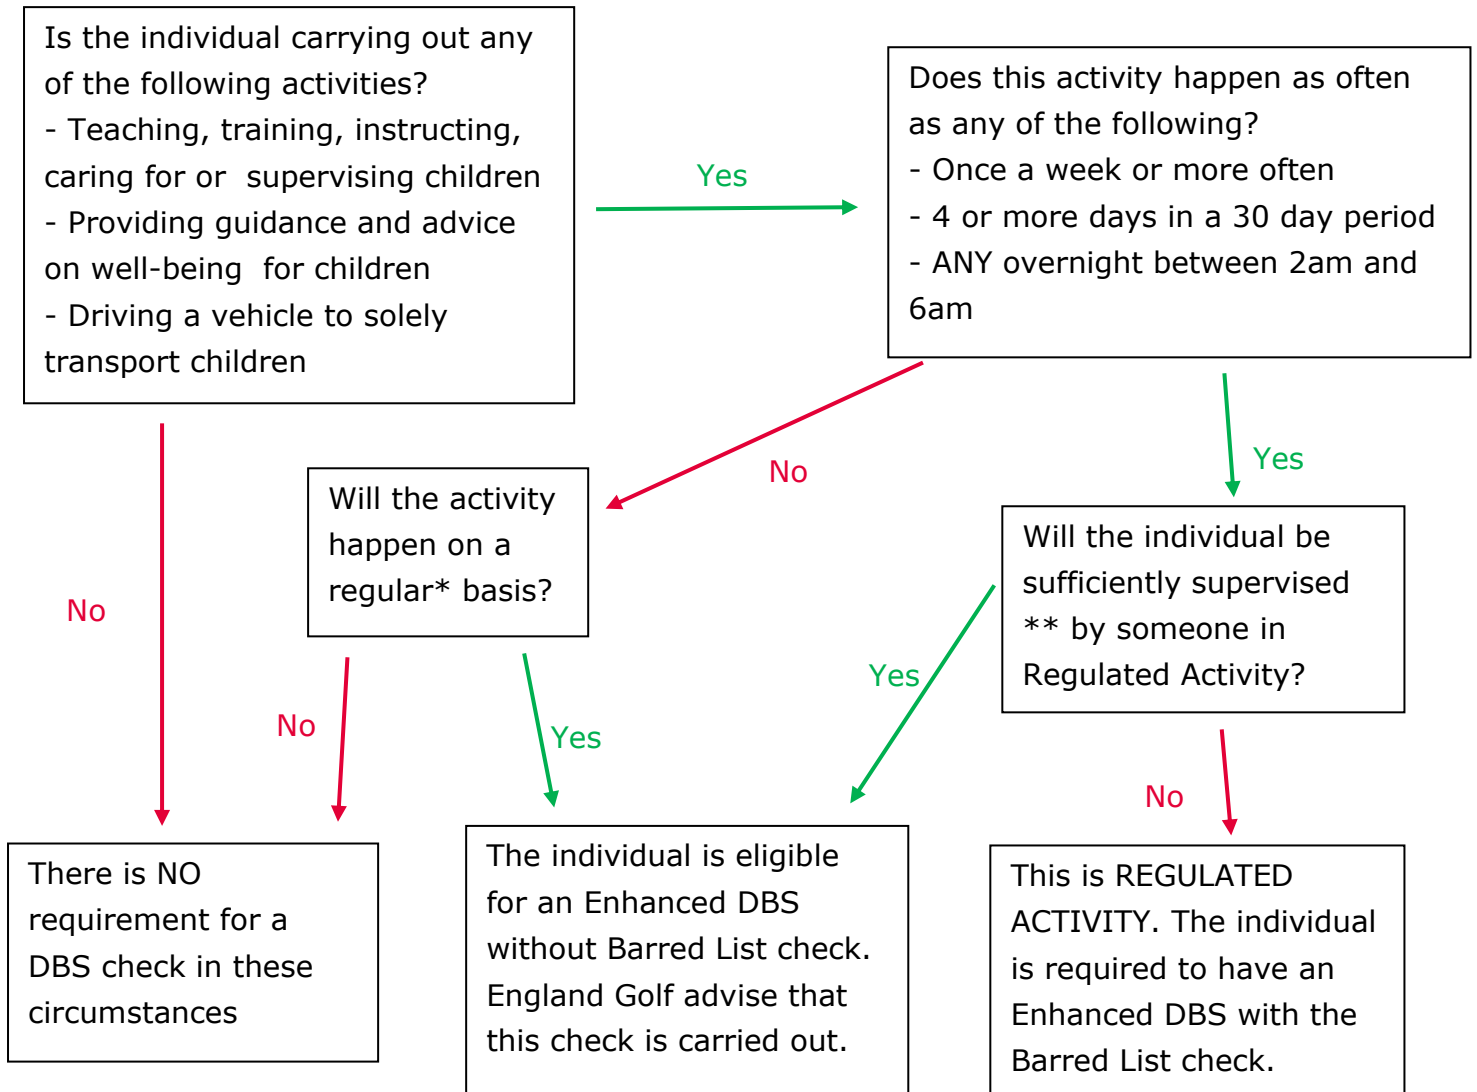 Is the individual carrying out any
of the following activities?
- Teaching, training, instructing,
caring for or  supervising children
- Providing guidance and advice
on well-being  for children
- Driving a vehicle to solely
transport children
Yes
Does this activity happen as often
as any of the following?
- Once a week or more often
- 4 or more days in a 30 day period
- ANY overnight between 2am and
6am
No
No
Yes
Will the activity
happen on a
regular* basis?
Will the individual be
sufficiently supervised
** by someone in
Regulated Activity?
No
Yes
Yes
No
There is NO
requirement for a
DBS check in these
circumstances
The individual is eligible
for an Enhanced DBS
without Barred List check.
England Golf advise that
this check is carried out.
This is REGULATED
ACTIVITY. The individual
is required to have an
Enhanced DBS with the
Barred List check.